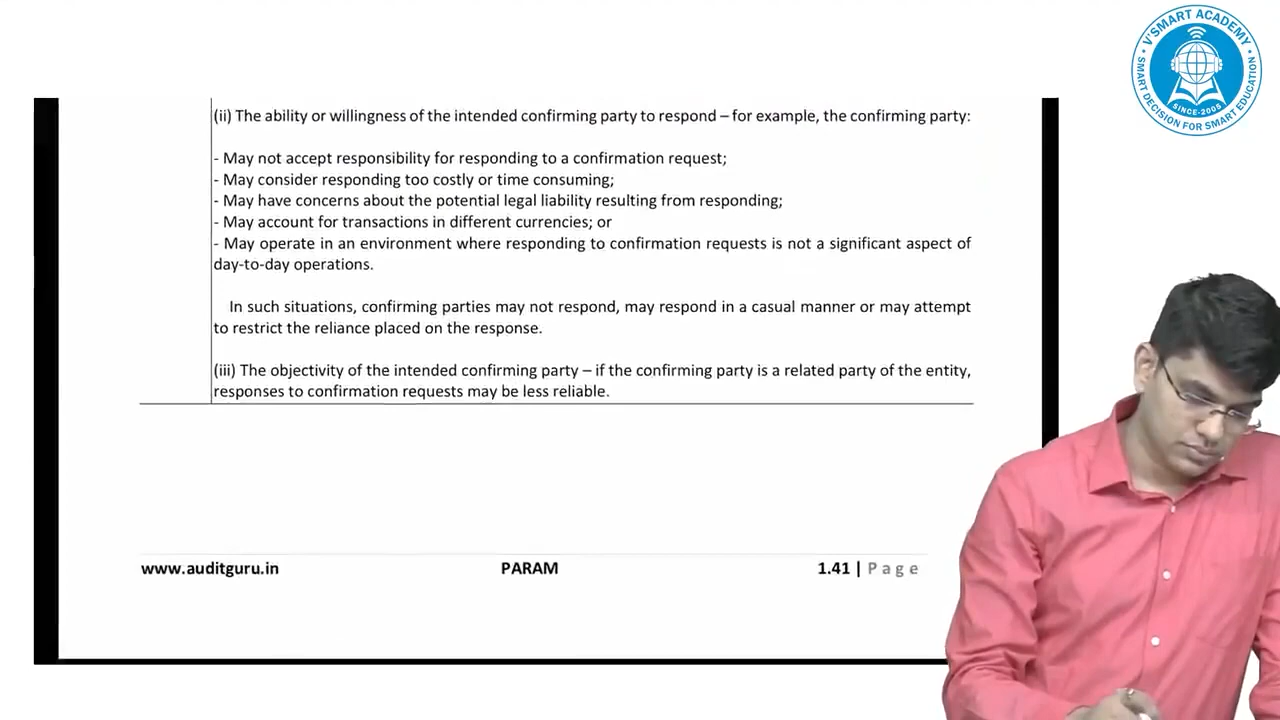 V'SMART ACADEMY
SINCE-2005
SMART DECISION FOR SMART EDUCATION
(ii) The ability or willingness of the intended confirming party to respond – for example, the confirming party:
- May not accept responsibility for responding to a confirmation request;
- May consider responding too costly or time consuming;
- May have concerns about the potential legal liability resulting from responding;
- May account for transactions in different currencies; or
- May operate in an environment where responding to confirmation requests is not a significant aspect of
day-to-day operations.
In such situations, confirming parties may not respond, may respond in a casual manner or may attempt
to restrict the reliance placed on the response.
(iii) The objectivity of the intended confirming party – if the confirming party is a related party of the entity,
responses to confirmation requests may be less reliable.
www.auditguru.in PARAM 1.41 | Page